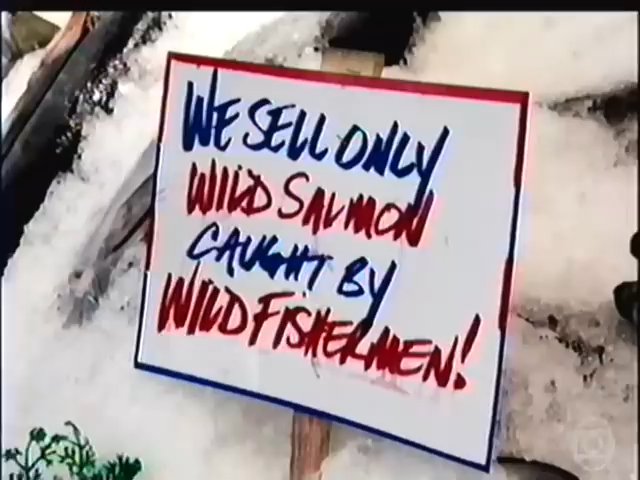 WE SELL ONLY
WILD SALMON
CAUGHT BY
WILD FISHERMEN!